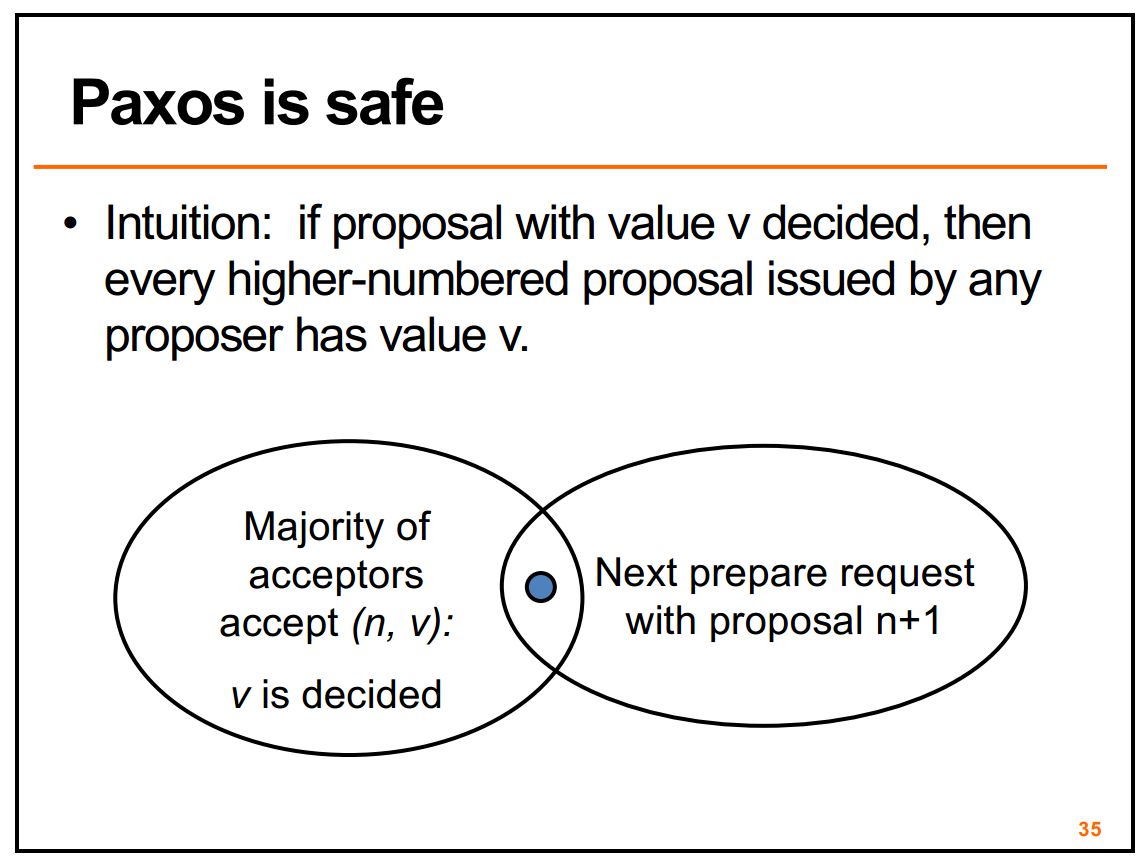 Paxos is safe
• Intuition:  if proposal with value v decided, then
every higher-numbered proposal issued by any
proposer has value v.
Majority of
acceptors
accept (n, v):
v is decided
Next prepare request
with proposal n+1
35